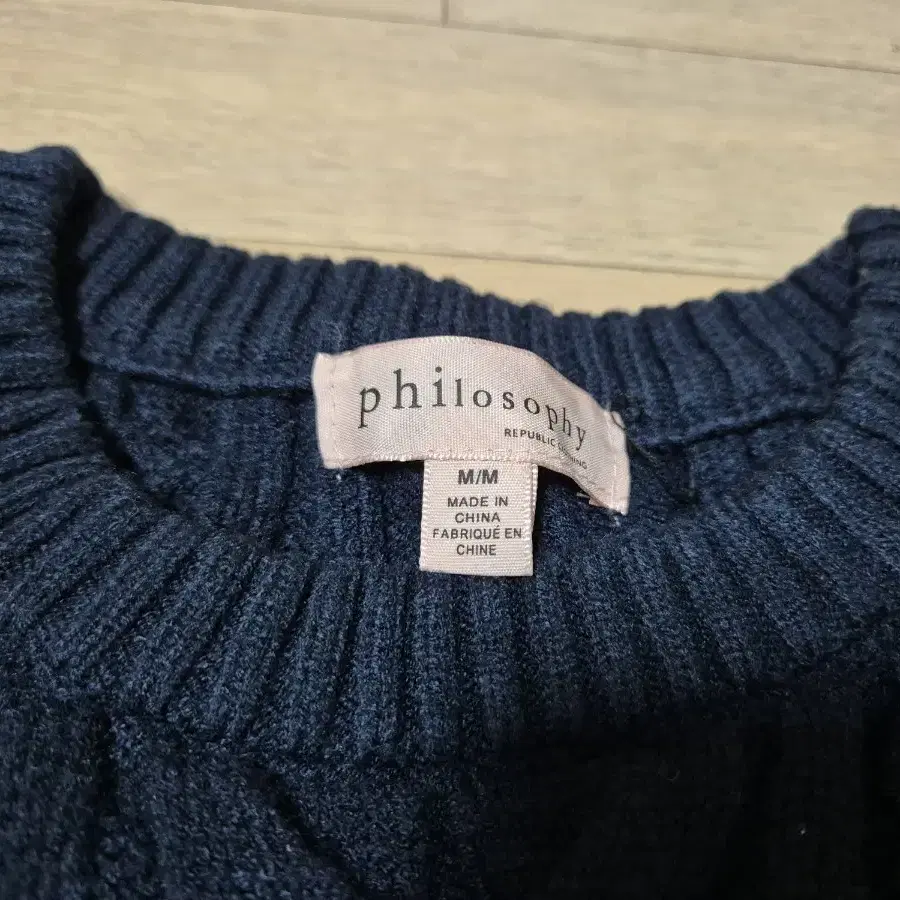 philosophy
REPUBLIC CLOTHING
M/M
MADE IN
CHINA
FABRIQUÉ EN
CHINE